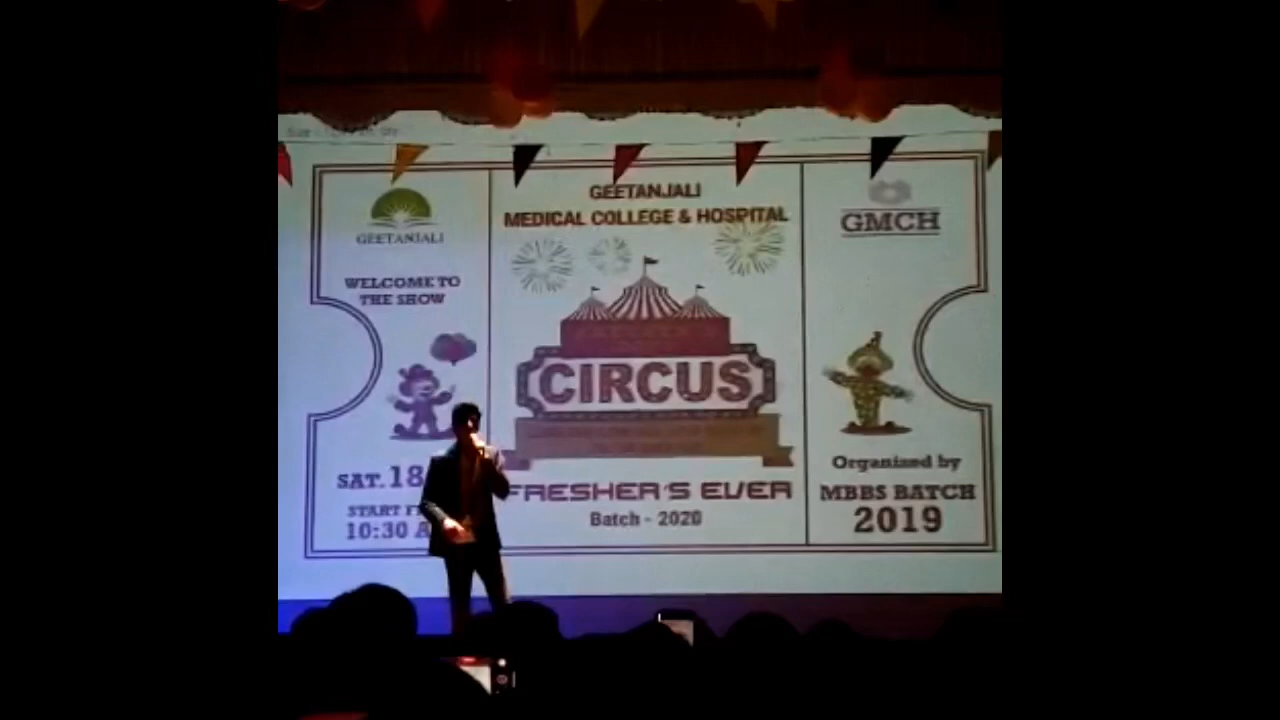 GEETANJALI
WELCOME TO
THE SHOW
SAT. 18
START
10:30 A
GEETANJALI
MEDICAL COLLEGE & HOSPITAL
CIRCUS
FRESHER'S EVER
Batch - 2020
GMCH
Organized by
MBBS BATCH
2019